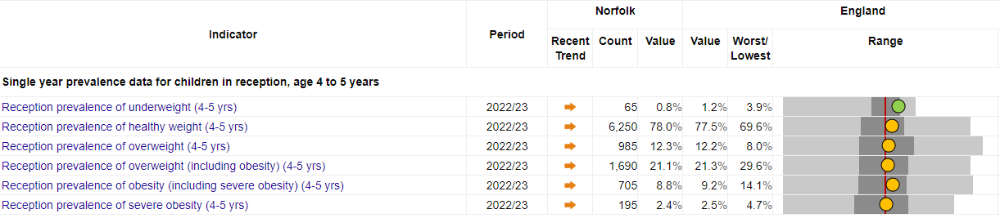 Norfolk England
Indicator Period Recent Trend Count Value Value Worst/ Lowest Range
Single year prevalence data for children in reception, age 4 to 5 years
Reception prevalence of underweight (4-5 yrs) 2022/23 65 0.8% 1.2% 3.9%
Reception prevalence of healthy weight (4-5 yrs) 2022/23 6,250 78.0% 77.5% 69.6%
Reception prevalence of overweight (4-5 yrs) 2022/23 985 12.3% 12.2% 8.0%
Reception prevalence of overweight (including obesity) (4-5 yrs) 2022/23 1,690 21.1% 21.3% 29.6%
Reception prevalence of obesity (including severe obesity) (4-5 yrs) 2022/23 705 8.8% 9.2% 14.1%
Reception prevalence of severe obesity (4-5 yrs) 2022/23 195 2.4% 2.5% 4.7%